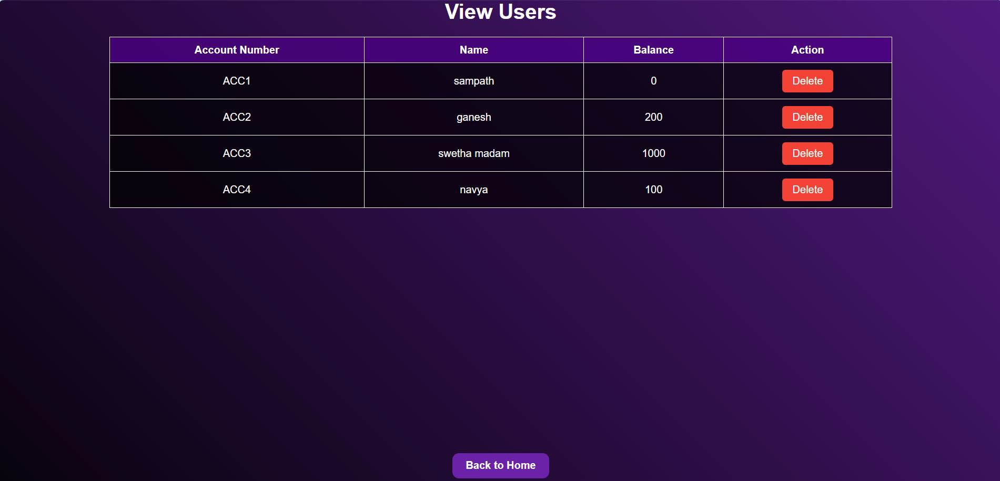 View Users
Account Number Name Balance Action
ACC1 sampath 0 Delete
ACC2 ganesh 200 Delete
ACC3 swetha madam 1000 Delete
ACC4 navya 100 Delete
Back to Home